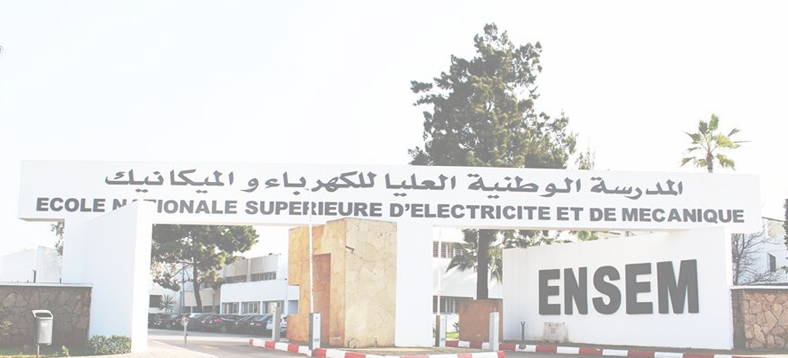 المدرسة الوطنية العليا للكهرباء و الميكانيك
ECOLE NATIONALE SUPERIEURE D'ELECTRICITE ET DE MECANIQUE
ENSEM